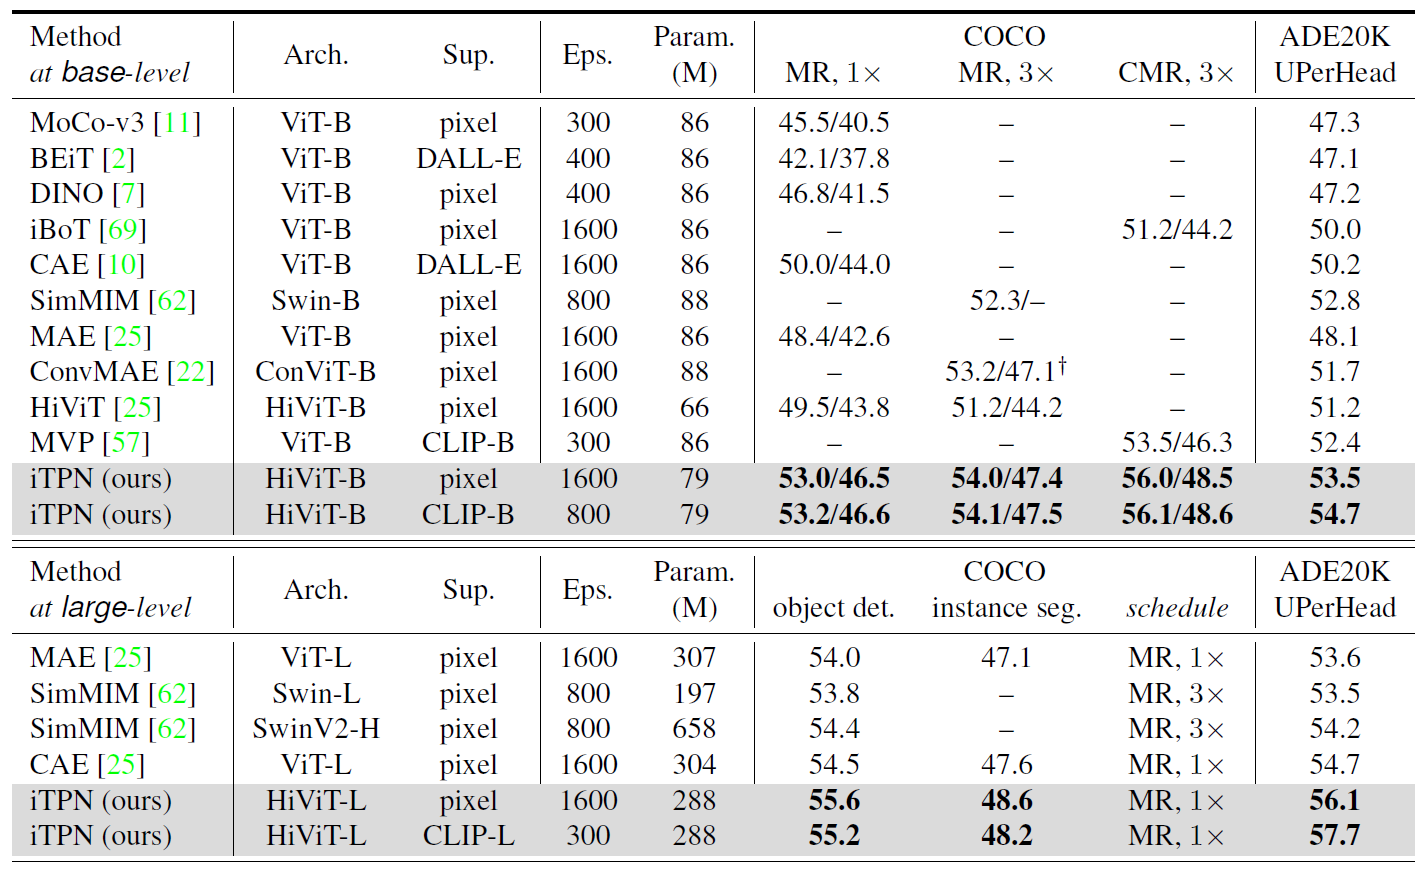 Method Arch. Sup. Eps. Param. COCO ADE20K
at base-level (M) MR, 1× MR, 3× CMR, 3× UPerHead
MoCo-v3 [11] ViT-B pixel 300 86 45.5/40.5 – – 47.3
BEiT [2] ViT-B DALL-E 400 86 42.1/37.8 – – 47.1
DINO [7] ViT-B pixel 400 86 46.8/41.5 – – 47.2
iBoT [69] ViT-B pixel 1600 86 – – 51.2/44.2 50.0
CAE [10] ViT-B DALL-E 1600 86 50.0/44.0 – – 50.2
SimMIM [62] Swin-B pixel 800 88 – 52.3/– – 52.8
MAE [25] ViT-B pixel 1600 86 48.4/42.6 – – 48.1
ConvMAE [22] ConViT-B pixel 1600 88 – 53.2/47.1† – 51.7
HiViT [25] HiViT-B pixel 1600 66 49.5/43.8 51.2/44.2 – 51.2
MVP [57] ViT-B CLIP-B 300 86 – – 53.5/46.3 52.4
iTPN (ours) HiViT-B pixel 1600 79 53.0/46.5 54.0/47.4 56.0/48.5 53.5
iTPN (ours) HiViT-B CLIP-B 800 79 53.2/46.6 54.1/47.5 56.1/48.6 54.7
Method Arch. Sup. Eps. Param. COCO ADE20K
at large-level (M) object det. instance seg. schedule UPerHead
MAE [25] ViT-L pixel 1600 307 54.0 47.1 MR, 1× 53.6
SimMIM [62] Swin-L pixel 800 197 53.8 – MR, 3× 53.5
SimMIM [62] SwinV2-H pixel 800 658 54.4 – MR, 3× 54.2
CAE [25] ViT-L pixel 1600 304 54.5 47.6 MR, 1× 54.7
iTPN (ours) HiViT-L pixel 1600 288 55.6 48.6 MR, 1× 56.1
iTPN (ours) HiViT-L CLIP-L 300 288 55.2 48.2 MR, 1× 57.7